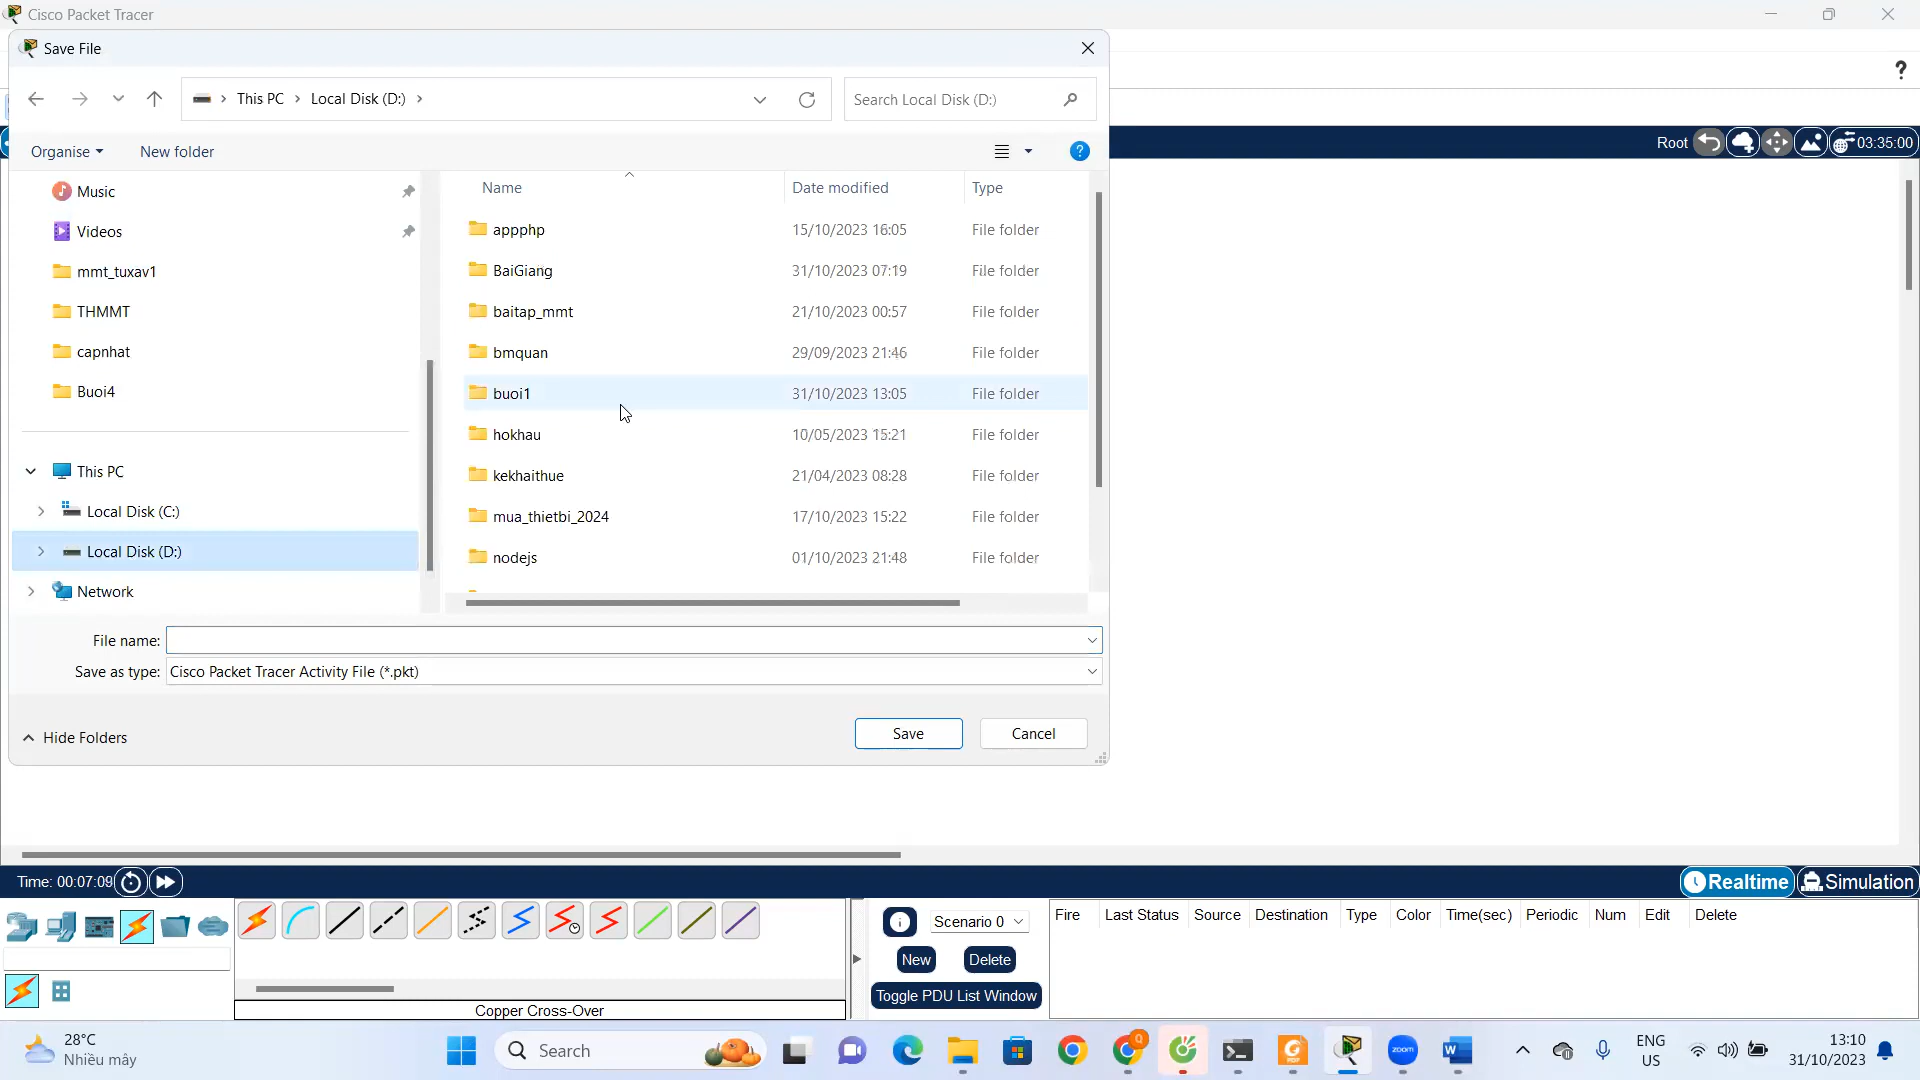 Cisco Packet Tracer
Save File
This PC > Local Disk (D:) >
Search Local Disk (D:)
?
Organise
New folder
?
Root
03:35:00
Music
Videos
mmt_tuxav1
THMMT
capnhat
Buoi4
This PC
Local Disk (C:)
Local Disk (D:)
Network
Name Date modified Type
appphp 15/10/2023 16:05 File folder
BaiGiang 31/10/2023 07:19 File folder
baitap_mmt 21/10/2023 00:57 File folder
bmquan 29/09/2023 21:46 File folder
buoi1 31/10/2023 13:05 File folder
hokhau 10/05/2023 15:21 File folder
kekhaithue 21/04/2023 08:28 File folder
mua_thietbi_2024 17/10/2023 15:22 File folder
nodejs 01/10/2023 21:48 File folder
File name:
Save as type: Cisco Packet Tracer Activity File (*.pkt)
Hide Folders
Save
Cancel
Time: 00:07:09
Realtime
Simulation
Scenario 0
New
Delete
Toggle PDU List Window
Fire Last Status Source Destination Type Color Time(sec) Periodic Num Edit Delete
Copper Cross-Over
28°C
Nhiều mây
Search
zoom
ENG
US
13:10
31/10/2023